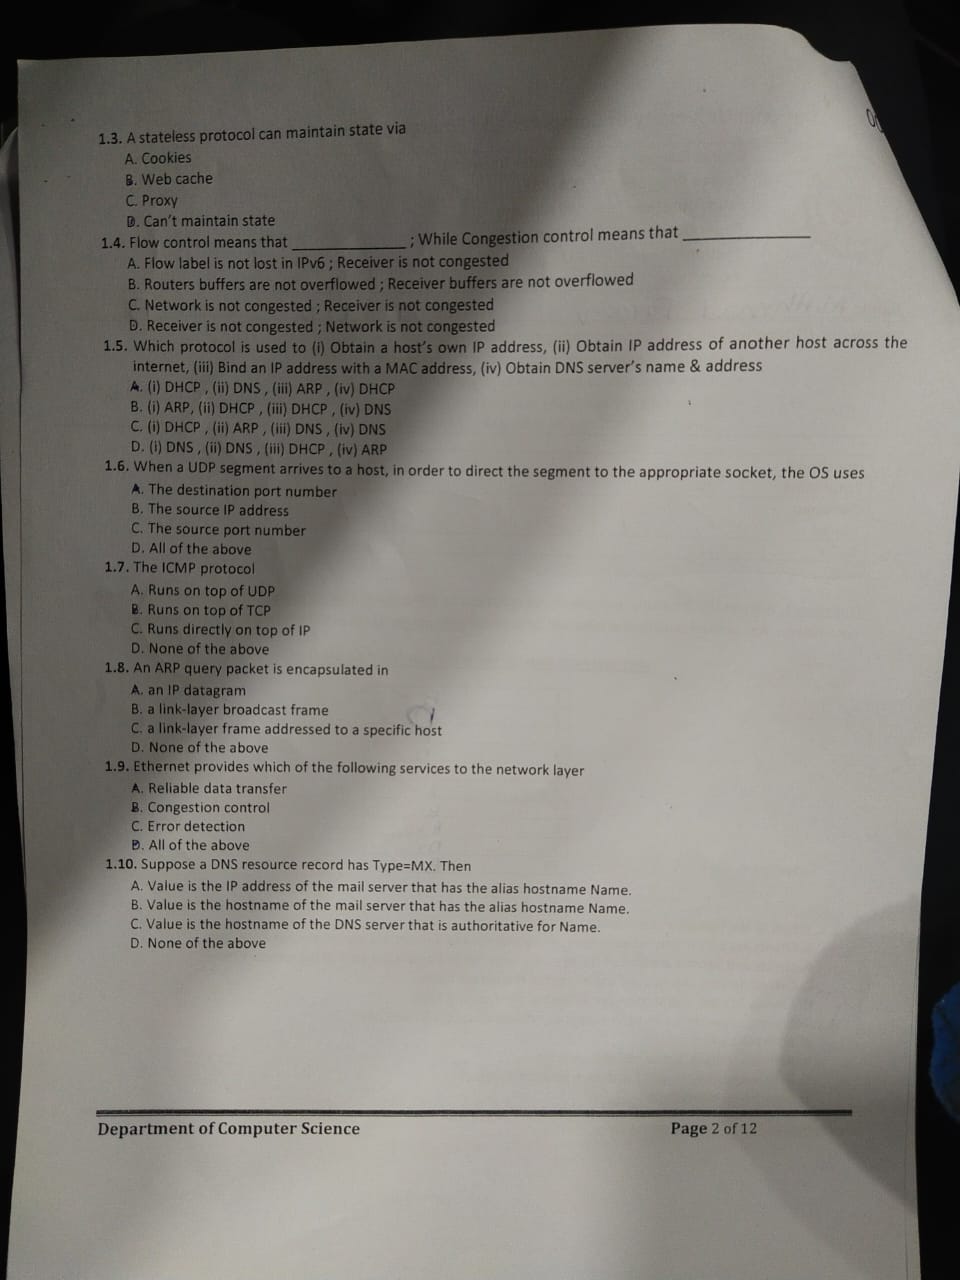 1.3. A stateless protocol can maintain state via
A. Cookies
B. Web cache
C. Proxy
D. Can't maintain state
1.4. Flow control means that ____________ ; While Congestion control means that ____________
A. Flow label is not lost in IPv6 ; Receiver is not congested
B. Routers buffers are not overflowed ; Receiver buffers are not overflowed
C. Network is not congested ; Receiver is not congested
D. Receiver is not congested ; Network is not congested
1.5. Which protocol is used to (i) Obtain a host's own IP address, (ii) Obtain IP address of another host across the
internet, (iii) Bind an IP address with a MAC address, (iv) Obtain DNS server's name & address
A. (i) DHCP , (ii) DNS , (iii) ARP , (iv) DHCP
B. (i) ARP, (ii) DHCP , (iii) DHCP , (iv) DNS
C. (i) DHCP , (ii) ARP , (iii) DNS , (iv) DNS
D. (i) DNS , (ii) DNS , (iii) DHCP , (iv) ARP
1.6. When a UDP segment arrives to a host, in order to direct the segment to the appropriate socket, the OS uses
A. The destination port number
B. The source IP address
C. The source port number
D. All of the above
1.7. The ICMP protocol
A. Runs on top of UDP
B. Runs on top of TCP
C. Runs directly on top of IP
D. None of the above
1.8. An ARP query packet is encapsulated in
A. an IP datagram
B. a link-layer broadcast frame
C. a link-layer frame addressed to a specific host
D. None of the above
1.9. Ethernet provides which of the following services to the network layer
A. Reliable data transfer
B. Congestion control
C. Error detection
D. All of the above
1.10. Suppose a DNS resource record has Type=MX. Then
A. Value is the IP address of the mail server that has the alias hostname Name.
B. Value is the hostname of the mail server that has the alias hostname Name.
C. Value is the hostname of the DNS server that is authoritative for Name.
D. None of the above
Department of Computer Science Page 2 of 12